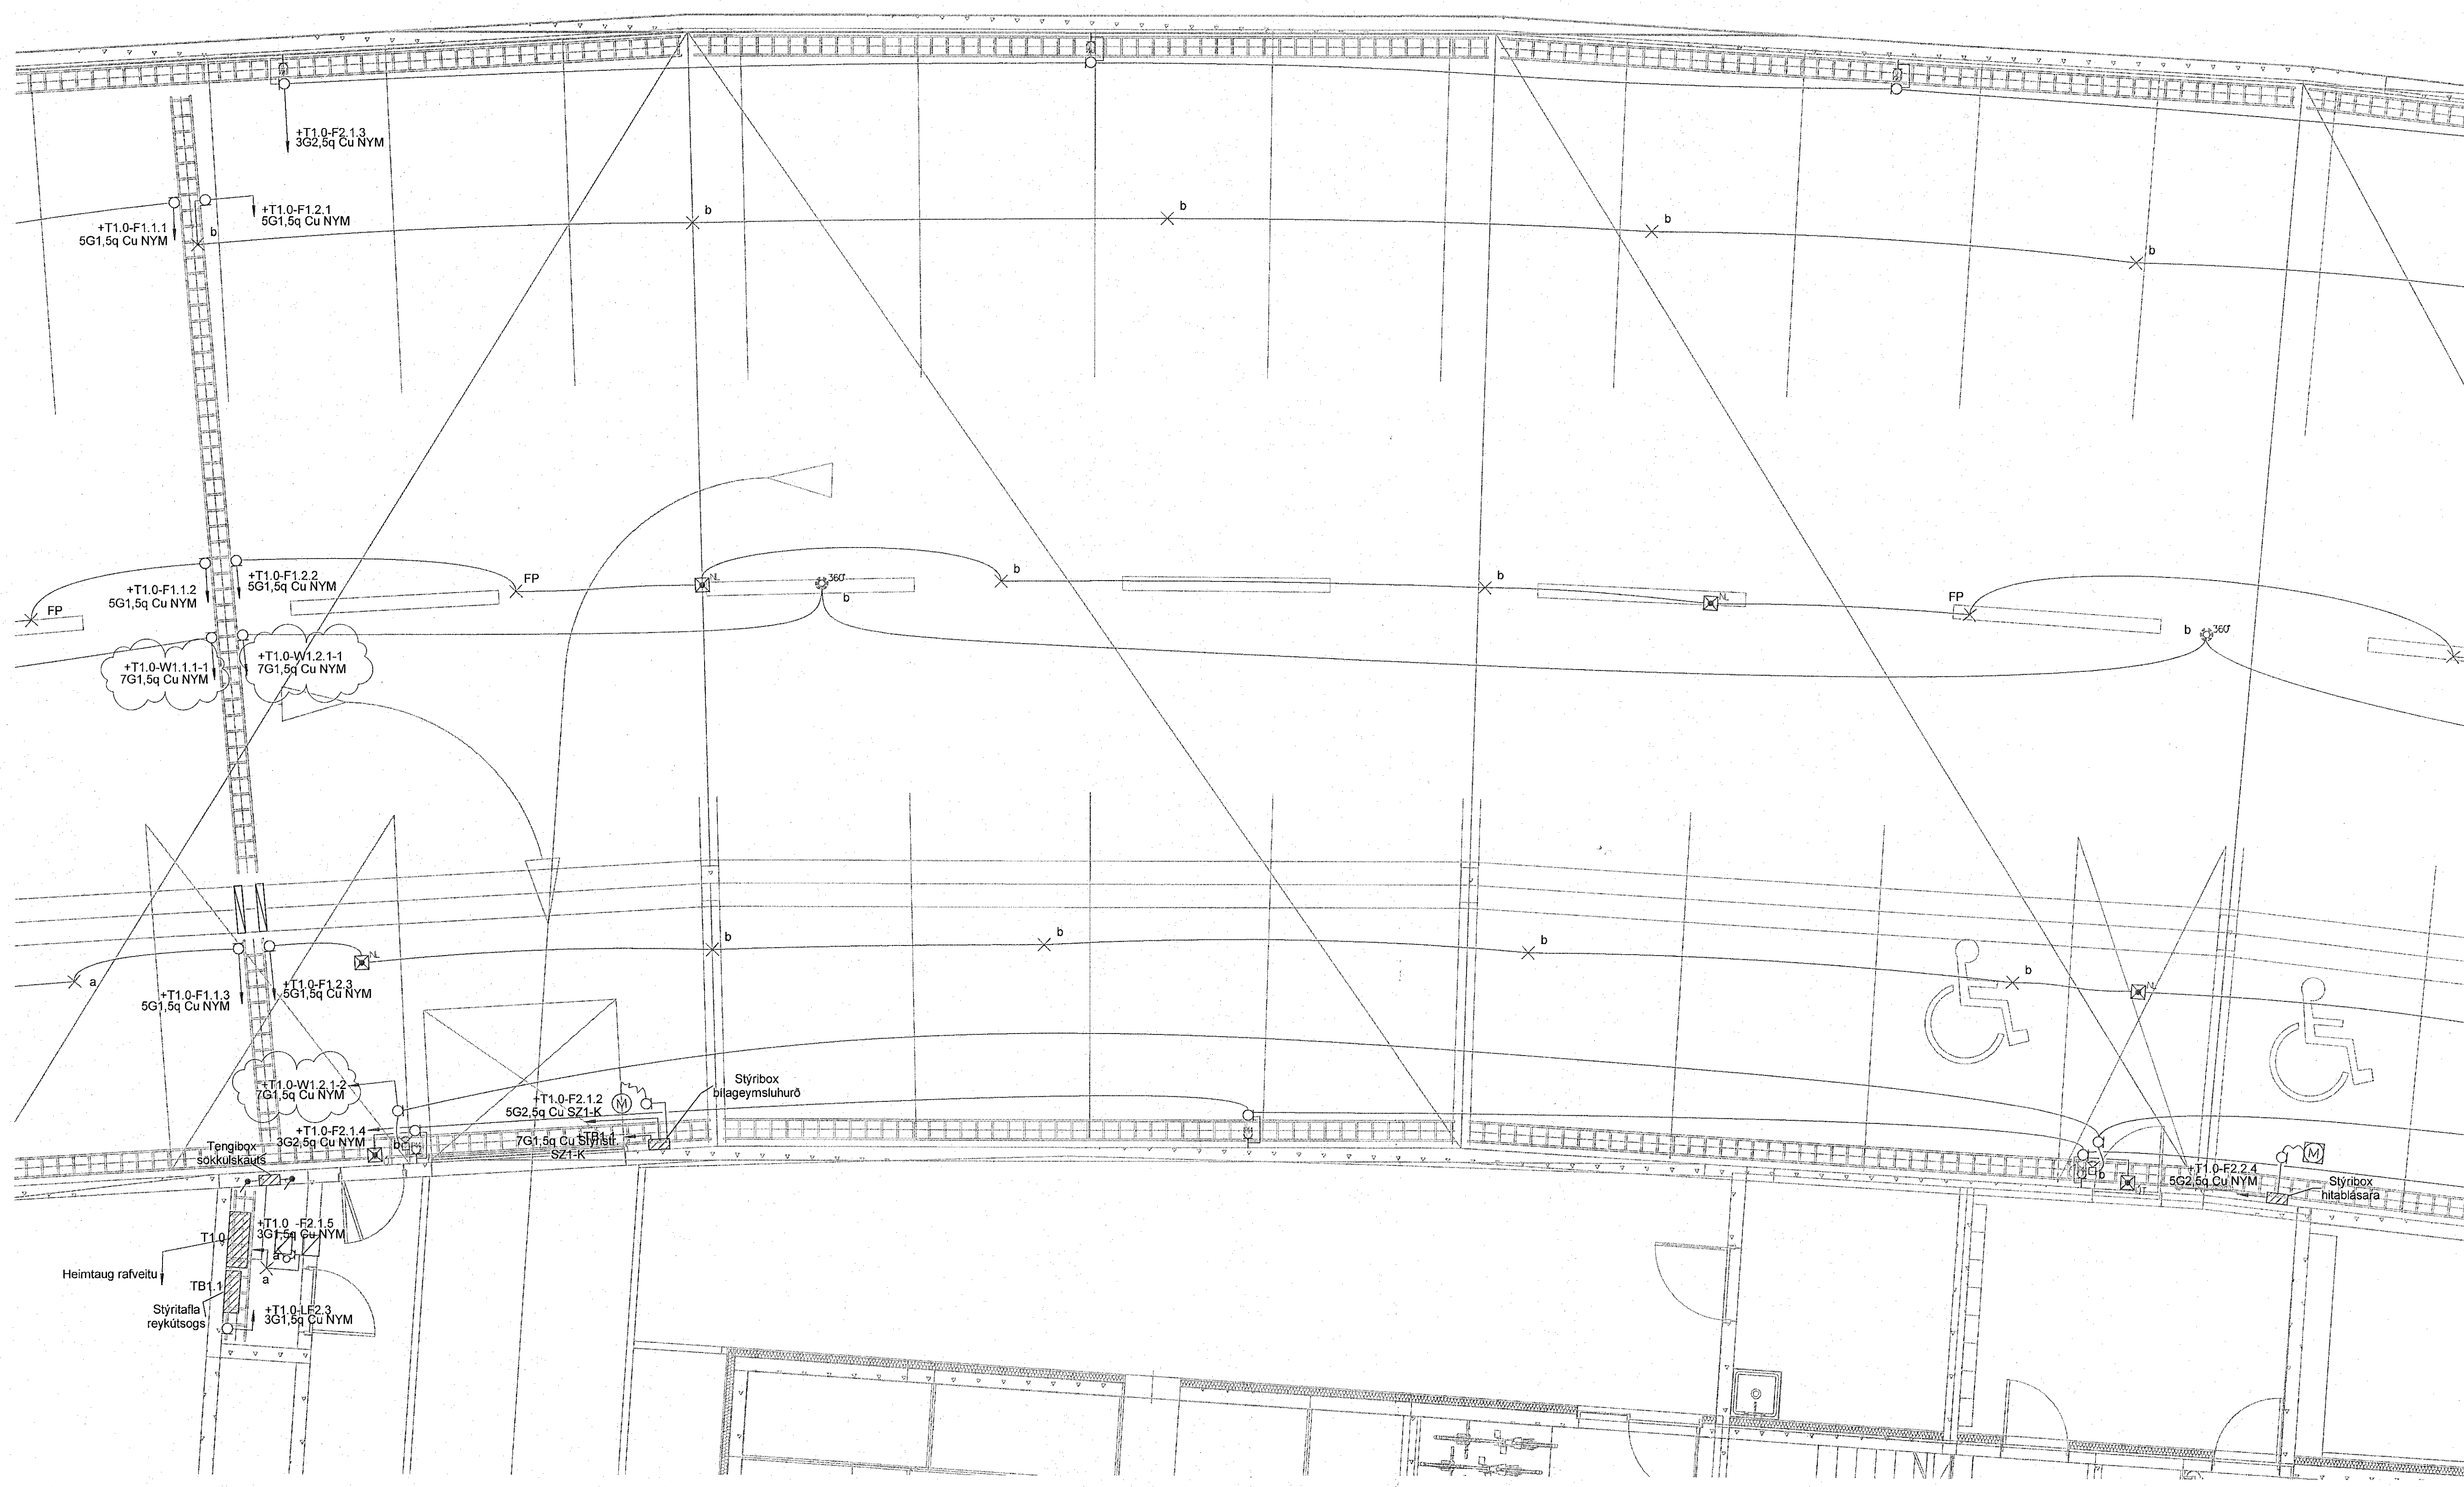 +T1.0-F2.1.3
3G2,5q Cu NYM
+T1.0-F1.2.1
5G1,5q Cu NYM
+T1.0-F1.1.1
5G1,5q Cu NYM
b
b
b
b
b
+T1.0-F1.1.2
5G1,5q Cu NYM
+T1.0-F1.2.2
5G1,5q Cu NYM
FP
FP
NL
360°
b
b
b
NL
FP
b
360°
+T1.0-W1.1.1-1
7G1,5q Cu NYM
+T1.0-W1.2.1-1
7G1,5q Cu NYM
NL
b
b
b
b
NL
a
+T1.0-F1.1.3
5G1,5q Cu NYM
+T1.0-F1.2.3
5G1,5q Cu NYM
+T1.0-W1.2.1-2
7G1,5q Cu NYM
+T1.0-F2.1.2
5G2,5q Cu SZ1-K
M
Stýribox
bílageymsluhurð
+T1.0-F2.1.4
3G2,5q Cu NYM
b
7G1,5q Cu Stýristr.
SZ1-K
Tengibox
sökkulskauts
b
+T1.0-F2.2.4
5G2,5q Cu NYM
M
Stýribox
hitablásara
T1.0
+T1.0 -F2.1.5
3G1,5q Cu NYM
a
a
Heimtaug rafveitu
TB1.1
Stýritafla
reykútsogs
+T1.0-LF2.3
3G1,5q Cu NYM